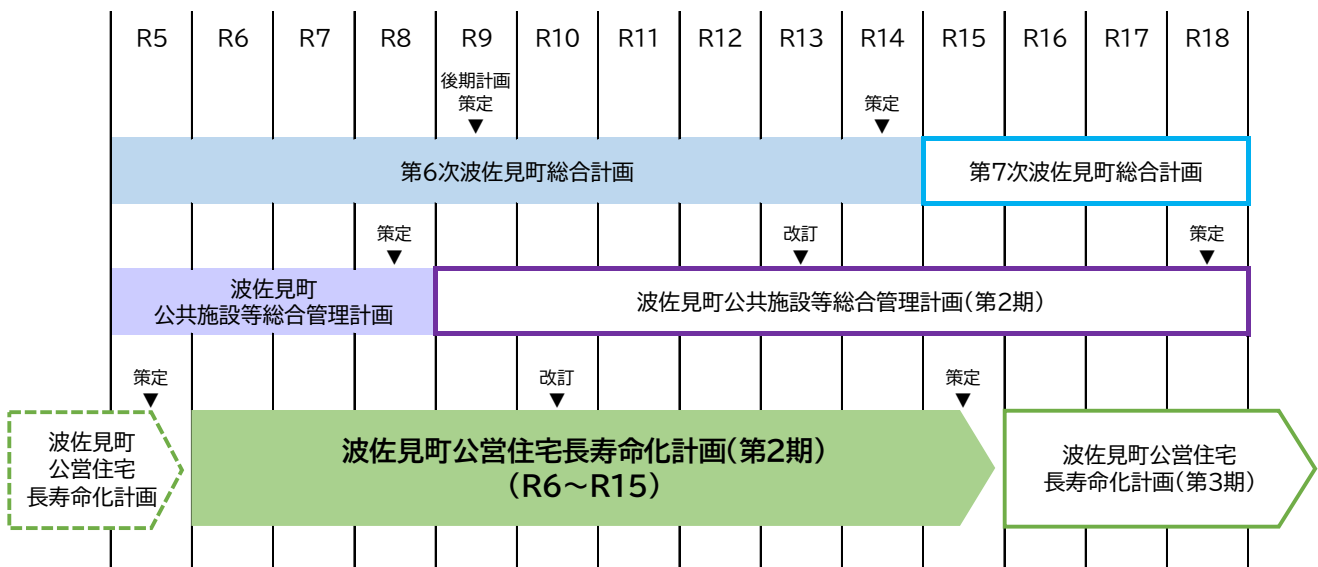 R5 R6 R7 R8 R9 R10 R11 R12 R13 R14 R15 R16 R17 R18
後期計画
策定
▼
策定
▼
第6次波佐見町総合計画
第7次波佐見町総合計画
策定
▼
改訂
▼
策定
▼
波佐見町
公共施設等総合管理計画
波佐見町公共施設等総合管理計画(第2期)
策定
▼
改訂
▼
策定
▼
波佐見町
公営住宅
長寿命化計画
波佐見町公営住宅長寿命化計画(第2期)
(R6～R15)
波佐見町公営住宅
長寿命化計画(第3期)